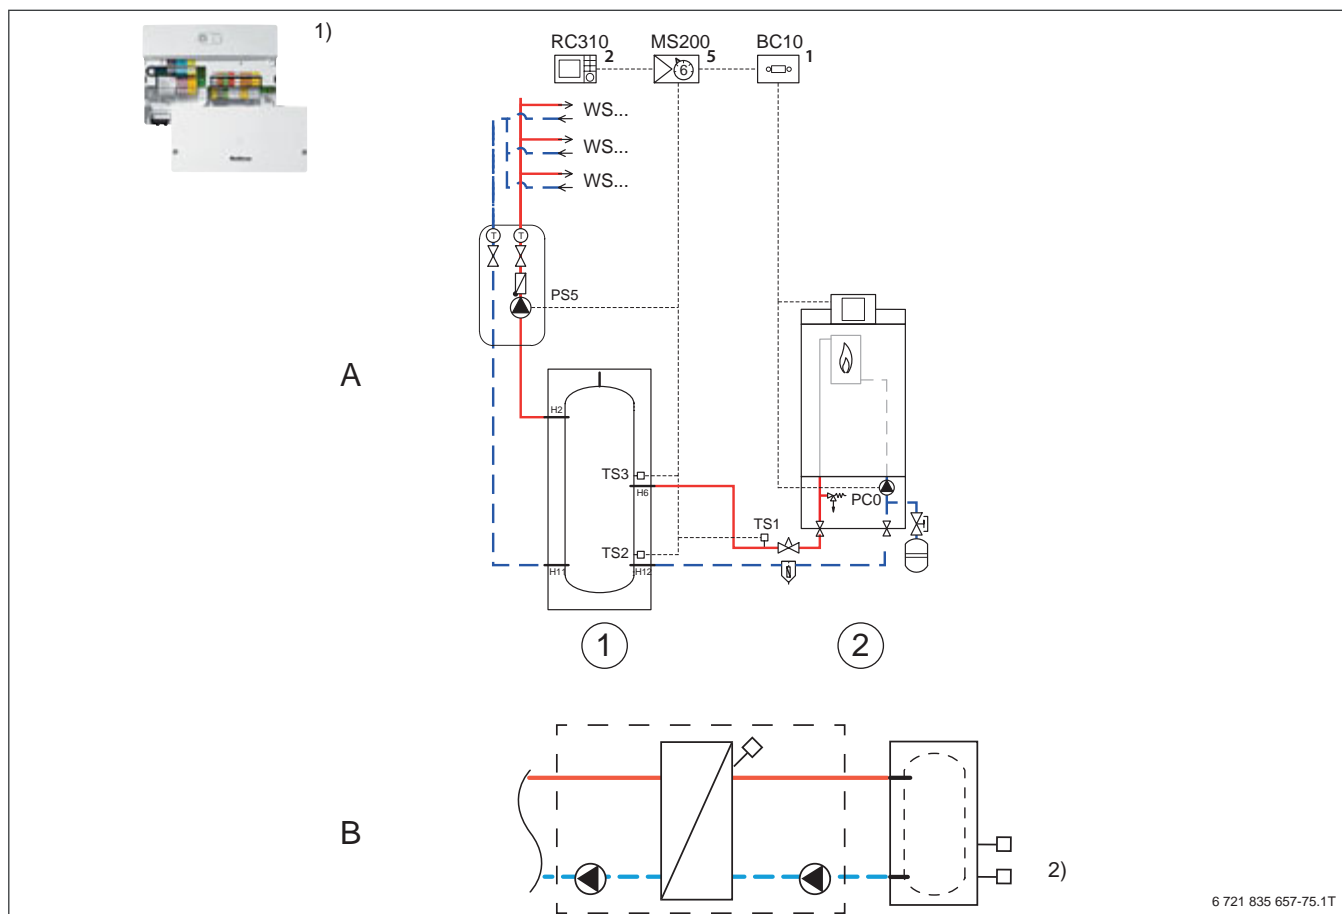 1)
RC310 2
MS200 5
BC10 1
6
WS...
WS...
WS...
T T
PS5
A
H2
TS3
H6
PC0
TS1
TS2
H11
H12
1
2
B
2)
6 721 835 657-75.1T